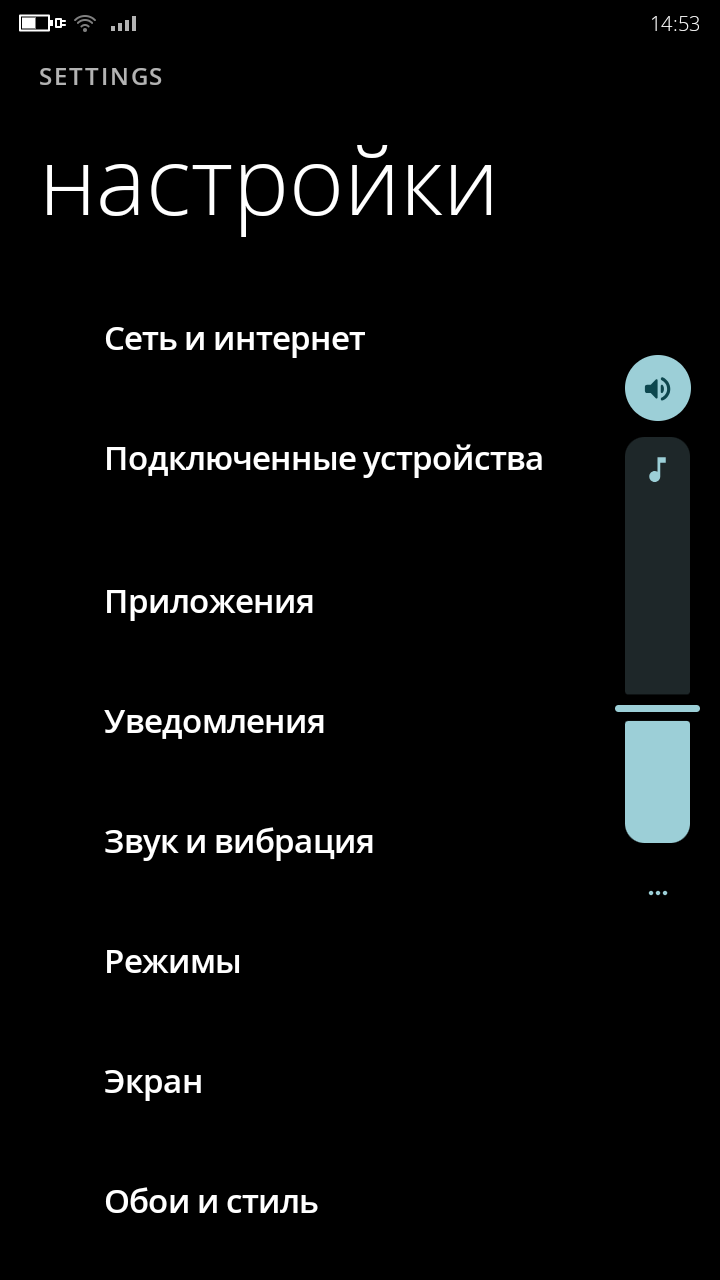 14:53
SETTINGS
настройки
Сеть и интернет
Подключенные устройства
Приложения
Уведомления
Звук и вибрация
Режимы
Экран
Обои и стиль